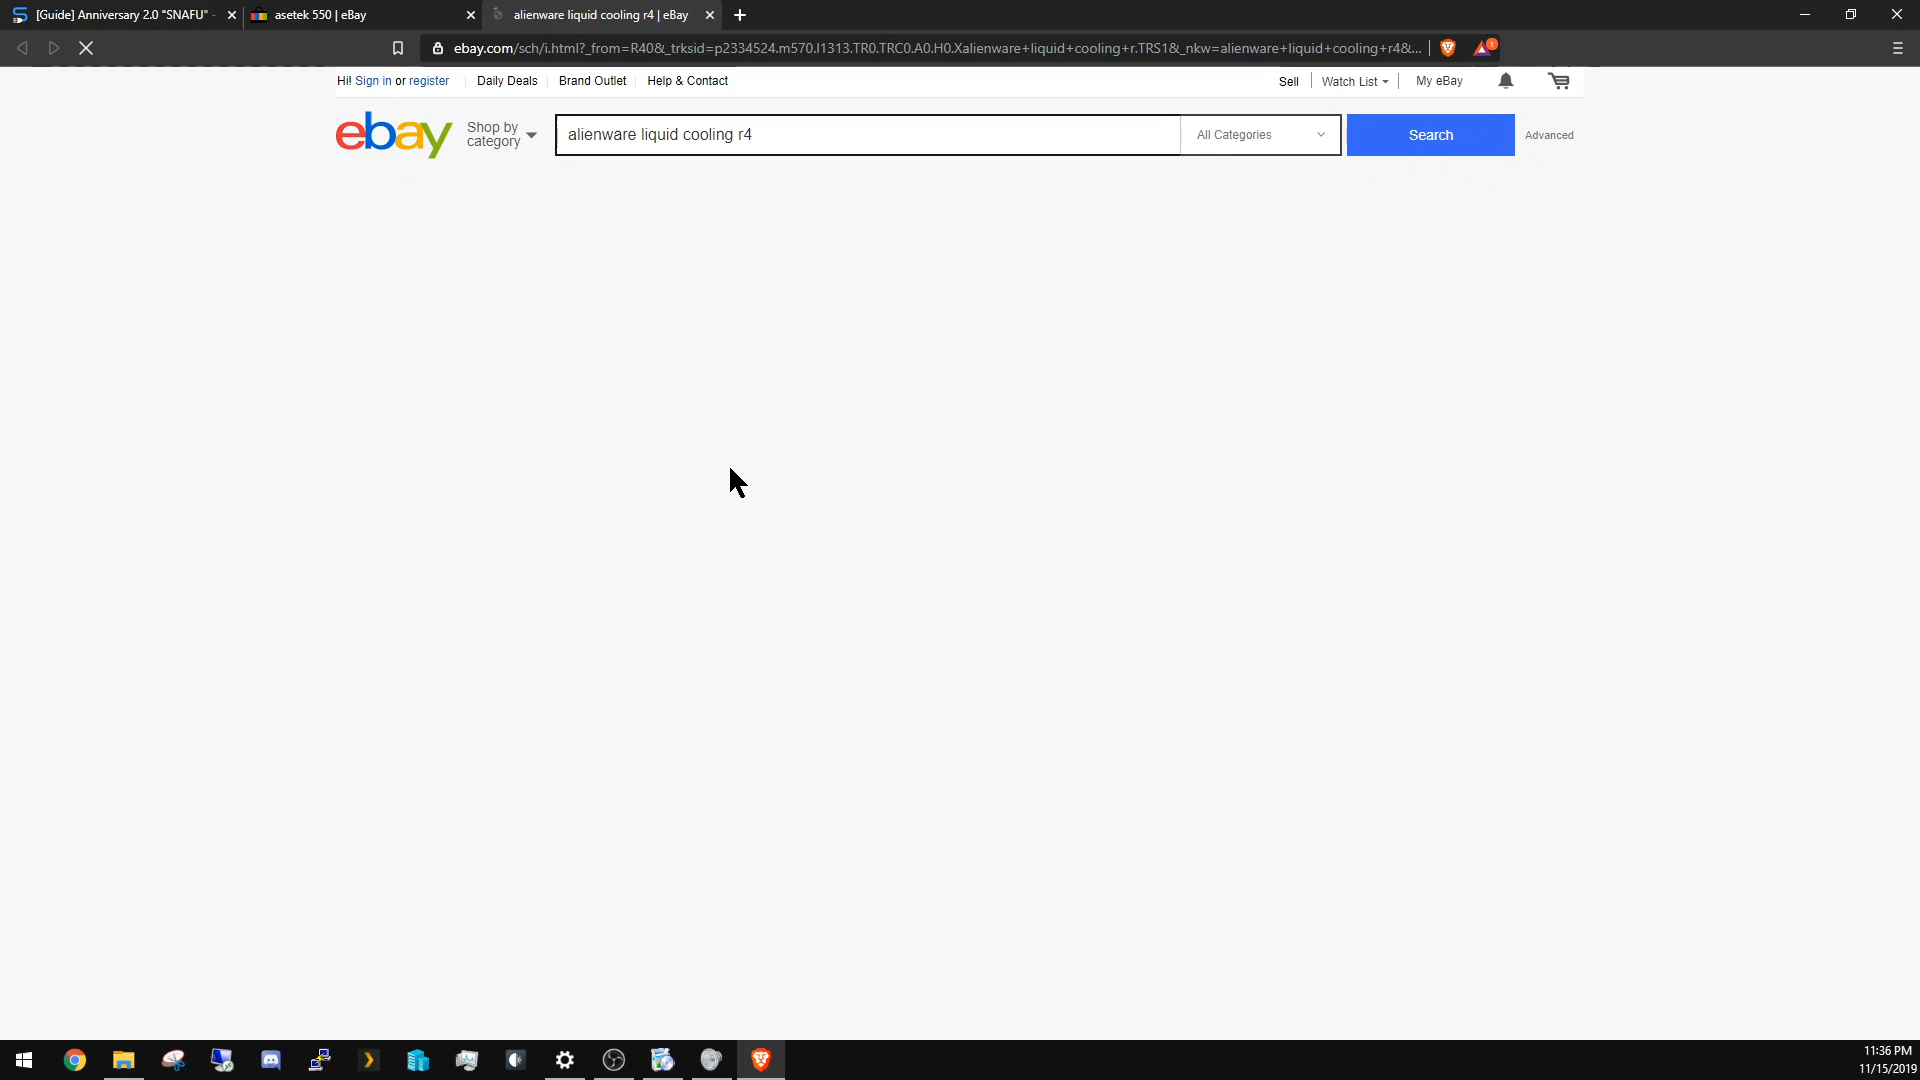 [Guide] Anniversary 2.0 "SNAFU" -
asetek 550 | eBay
alienware liquid cooling r4 | eBay
ebay.com/sch/i.html?_from=R40&_trksid=p2334524.m570.l1313.TR0.TRC0.A0.H0.Xalienware+liquid+cooling+r.TRS1&_nkw=alienware+liquid+cooling+r4&...
1
Hi! Sign in or register
Daily Deals
Brand Outlet
Help & Contact
Sell
Watch List
My eBay
ebay
Shop by
category
alienware liquid cooling r4
All Categories
Search
Advanced
11:36 PM
11/15/2019